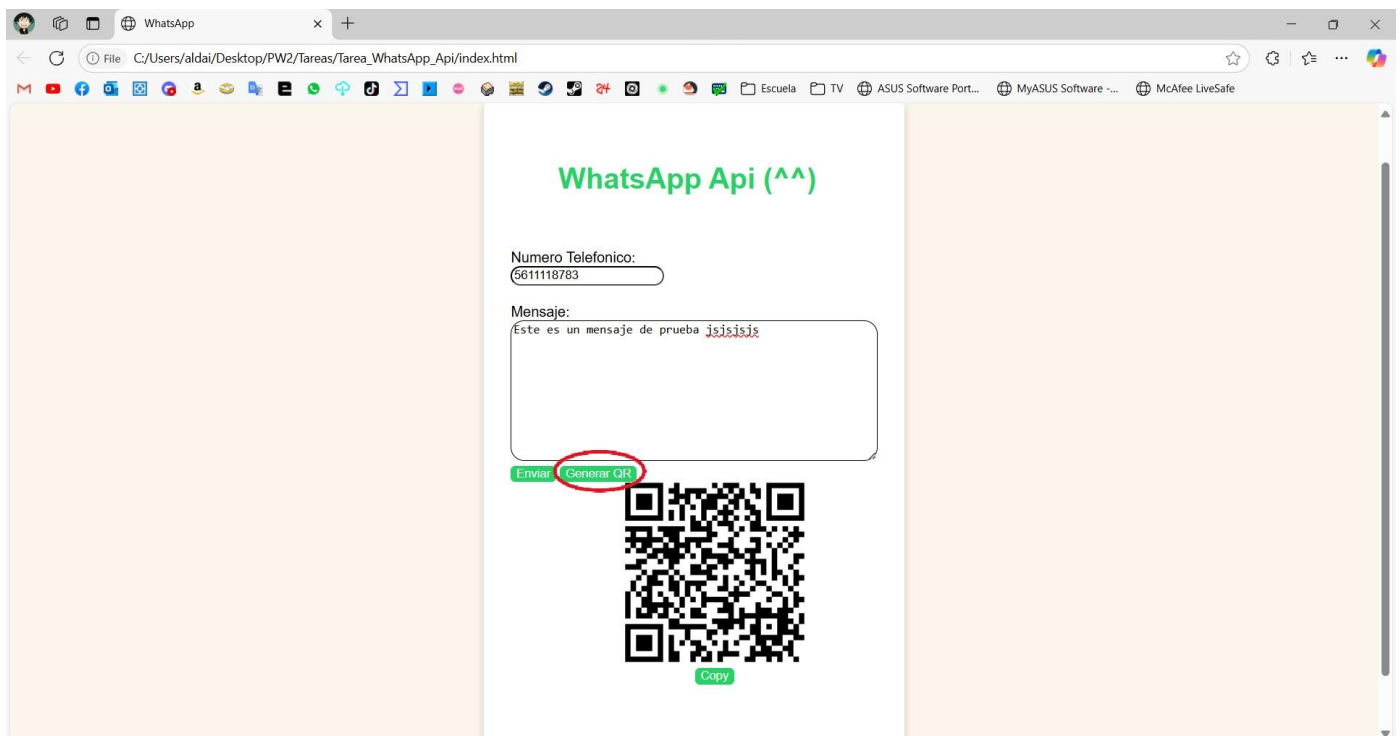 WhatsApp
File C:/Users/aldai/Desktop/PW2/Tareas/Tarea_WhatsApp_Api/index.html
Escuela TV ASUS Software Port... MyASUS Software -... McAfee LiveSafe
WhatsApp Api (^^)
Numero Telefonico:
5611118783
Mensaje:
Este es un mensaje de prueba jsjsjsjs
Enviar Generar QR
Copy